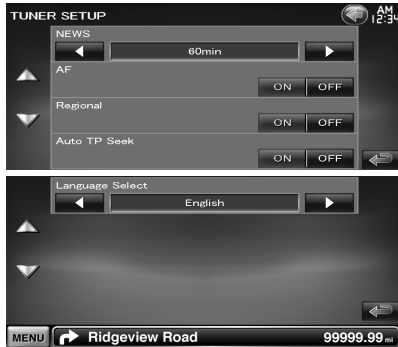 TUNER SETUP
AM
12:34
NEWS
60min
AF
ON OFF
Regional
ON OFF
Auto TP Seek
ON OFF
Language Select
English
MENU Ridgeview Road 99999.99 mi